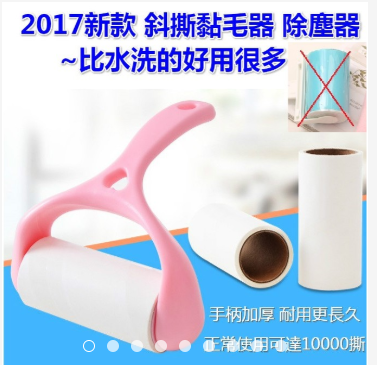 2017新款 斜撕黏毛器 除塵器
~比水洗的好用很多
手柄加厚 耐用更長久
正常使用可達10000撕